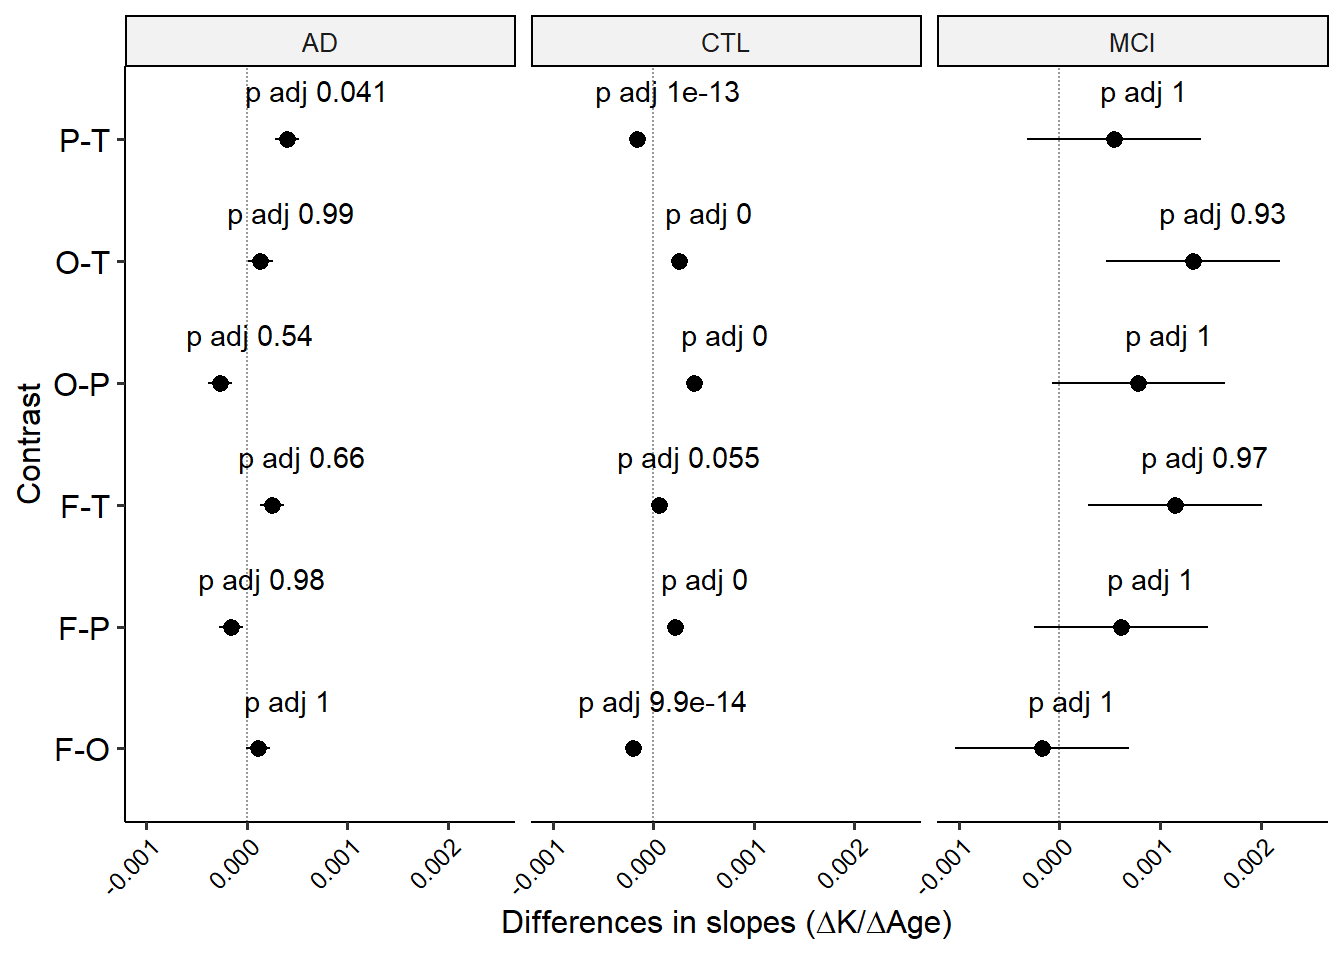 AD CTL MCI
p adj 0.041 p adj 1e-13 p adj 1
P-T
p adj 0.99 p adj 0 p adj 0.93
O-T
p adj 0.54 p adj 0 p adj 1
O-P
p adj 0.66 p adj 0.055 p adj 0.97
F-T
p adj 0.98 p adj 0 p adj 1
F-P
p adj 1 p adj 9.9e-14 p adj 1
F-O
Contrast
-0.001 0.000 0.001 0.002 -0.001 0.000 0.001 0.002 -0.001 0.000 0.001 0.002
Differences in slopes (ΔK/ΔAge)